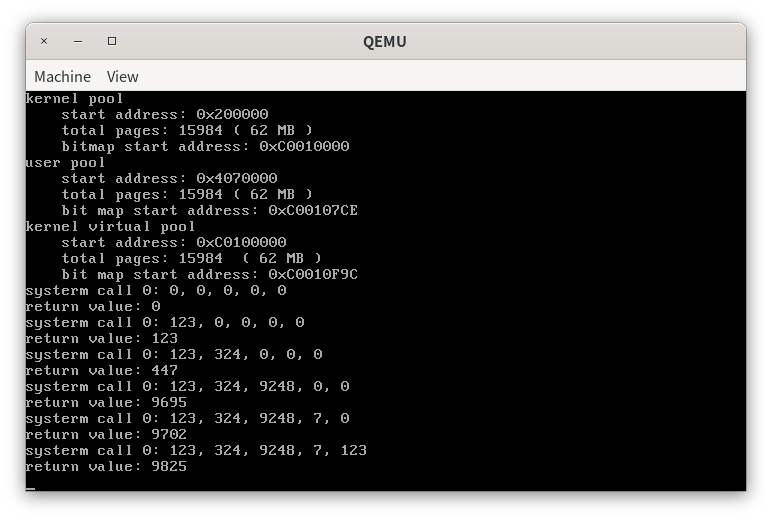 QEMU
Machine View
kernel pool
    start address: 0x200000
    total pages: 15984 ( 62 MB )
    bitmap start address: 0xC0010000
user pool
    start address: 0x4070000
    total pages: 15984 ( 62 MB )
    bit map start address: 0xC00107CE
kernel virtual pool
    start address: 0xC0100000
    total pages: 15984  ( 62 MB )
    bit map start address: 0xC0010F9C
systerm call 0: 0, 0, 0, 0, 0
return value: 0
systerm call 0: 123, 0, 0, 0, 0
return value: 123
systerm call 0: 123, 324, 0, 0, 0
return value: 447
systerm call 0: 123, 324, 9248, 0, 0
return value: 9695
systerm call 0: 123, 324, 9248, 7, 0
return value: 9702
systerm call 0: 123, 324, 9248, 7, 123
return value: 9825